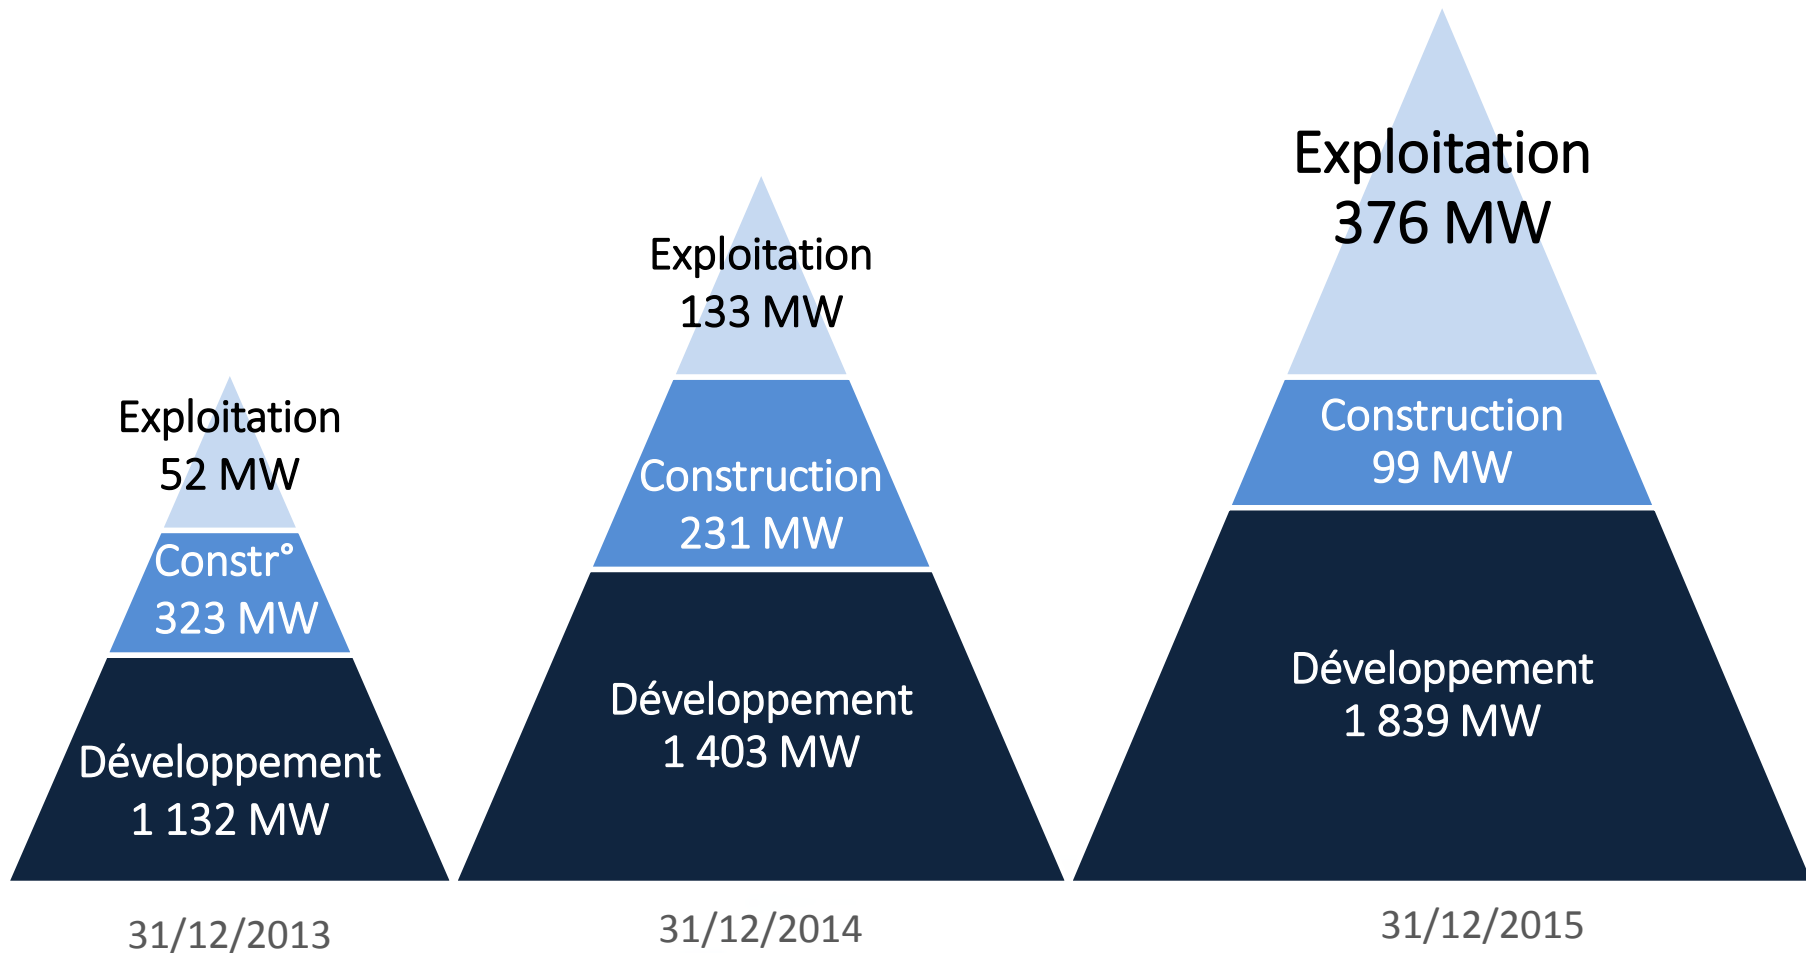 Exploitation
52 MW
Constr°
323 MW
Développement
1 132 MW
31/12/2013
Exploitation
133 MW
Construction
231 MW
Développement
1 403 MW
31/12/2014
Exploitation
376 MW
Construction
99 MW
Développement
1 839 MW
31/12/2015